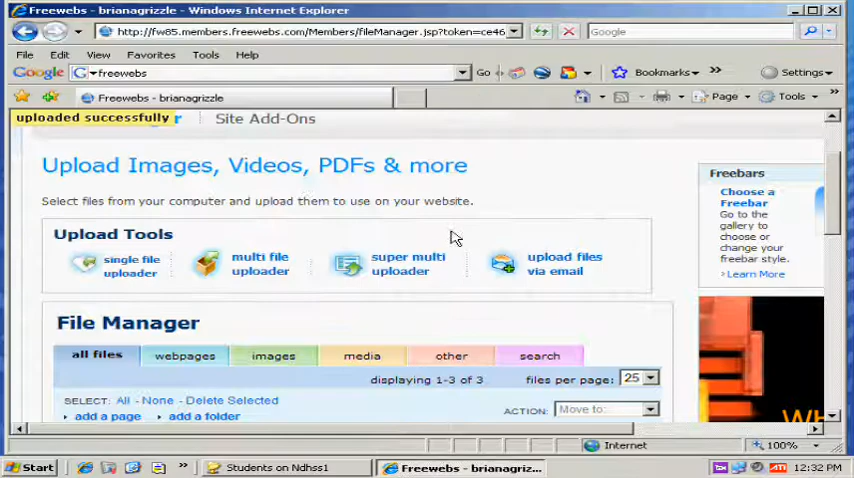 Freewebs - brianagrizzle - Windows Internet Explorer
http://fw85.members.freewebs.com/Members/fileManager.jsp?token=ce46
Google
File Edit View Favorites Tools Help
Google freewebs Go Bookmarks Settings
Freewebs - brianagrizzle Page Tools
uploaded successfully Site Add-Ons
Upload Images, Videos, PDFs & more
Select files from your computer and upload them to use on your website.
Upload Tools
single file uploader
multi file uploader
super multi uploader
upload files via email
File Manager
all files webpages images media other search
displaying 1-3 of 3 files per page: 25
SELECT: All - None - Delete Selected
add a page add a folder
ACTION: Move to:
Freebars
Choose a
Freebar
Go to the
gallery to
choose or
change your
freebar style.
Learn More
Internet 100%
Start Students on Ndhss1 Freewebs - brianagriz... 12:32 PM